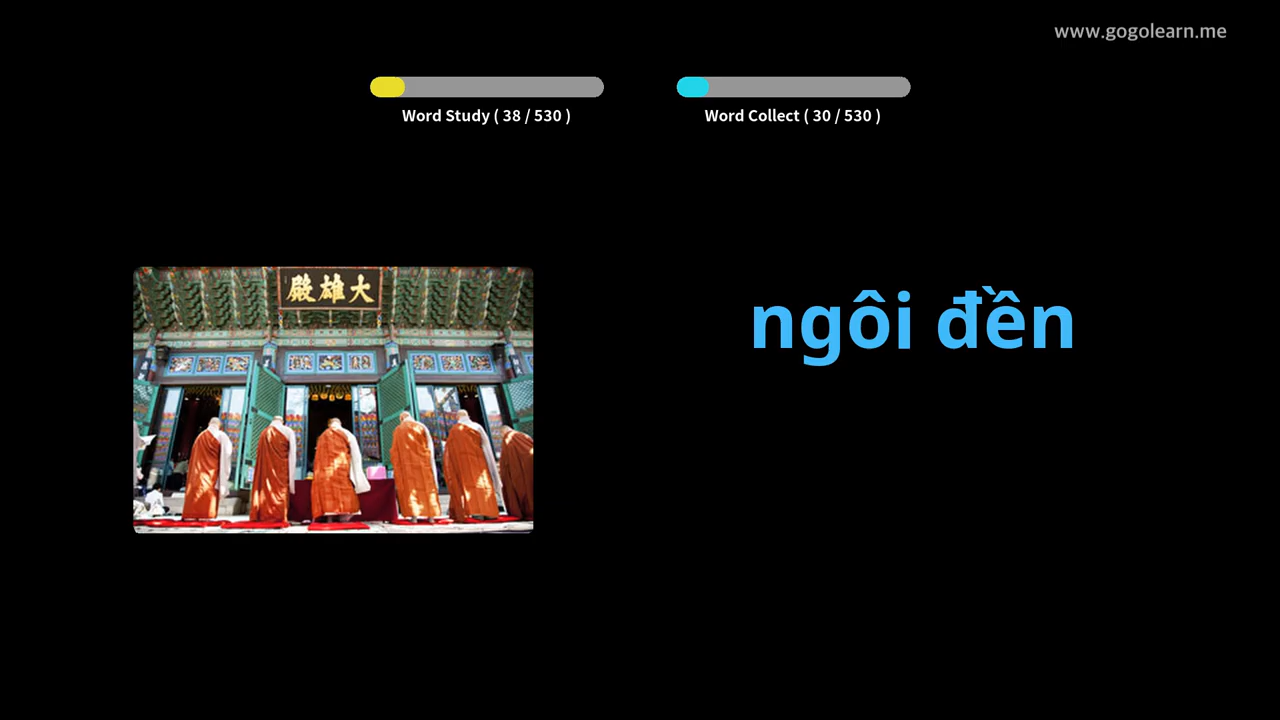 www.gogolearn.me
Word Study ( 38 / 530 )
Word Collect ( 30 / 530 )
殿雄大
ngôi đền